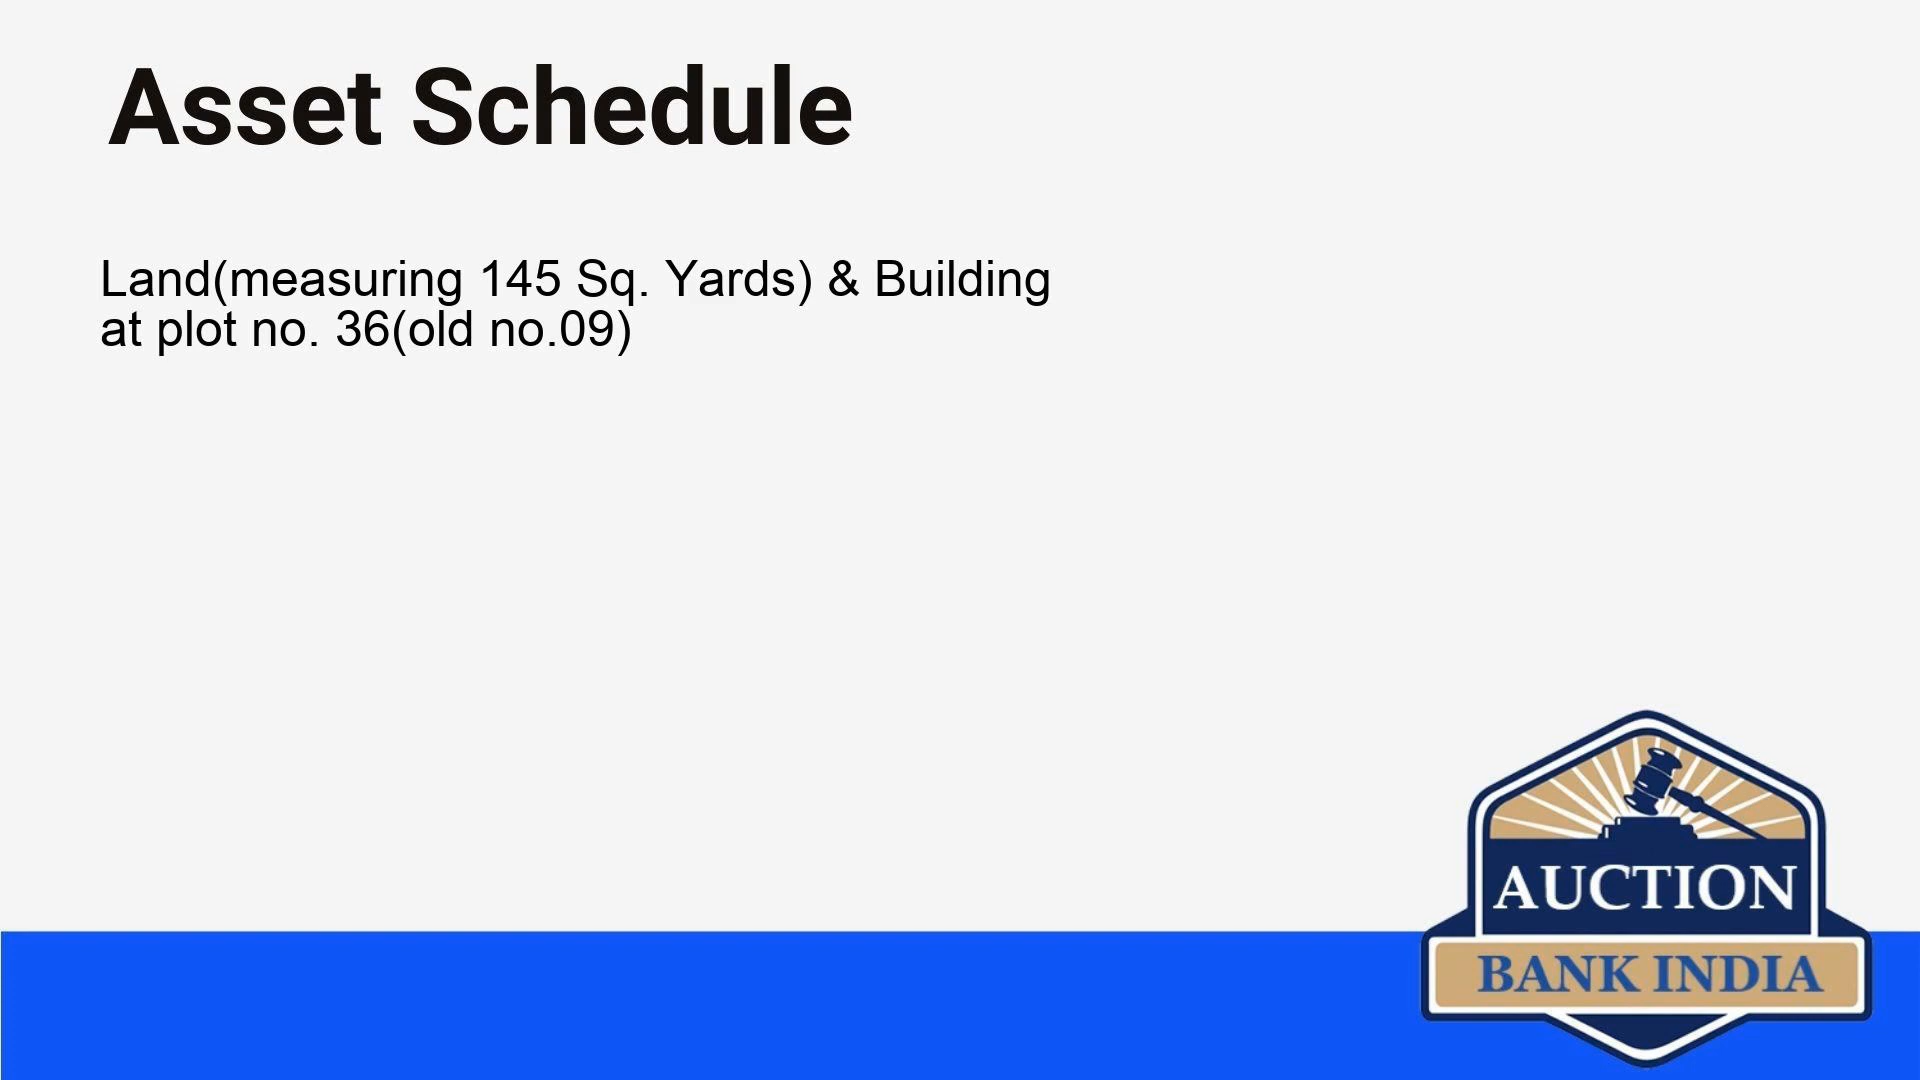 Asset Schedule
Land(measuring 145 Sq. Yards) & Building
at plot no. 36(old no.09)
AUCTION
BANK INDIA